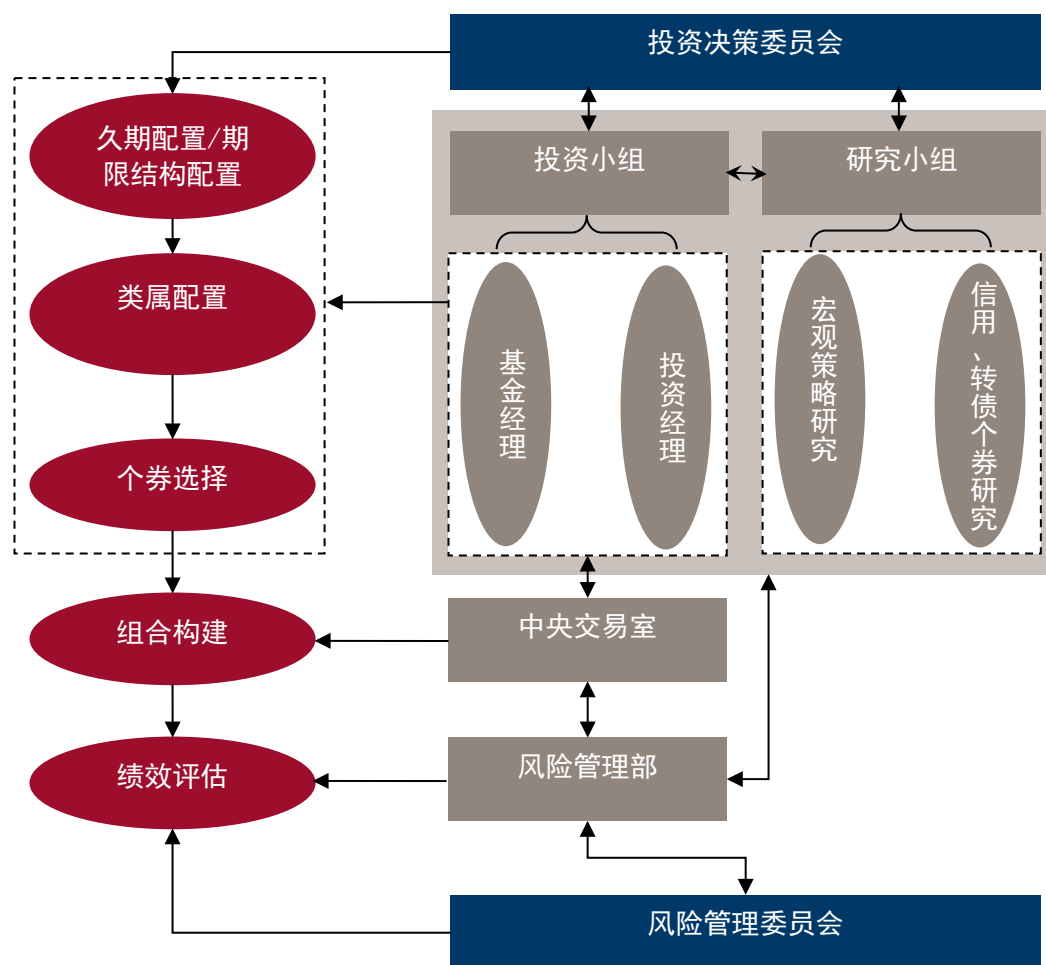 投资决策委员会
久期配置/期
限结构配置
投资小组
研究小组
类属配置
基金经理
投资经理
宏观策略研究
信用、转债个券研究
个券选择
组合构建
中央交易室
绩效评估
风险管理部
风险管理委员会